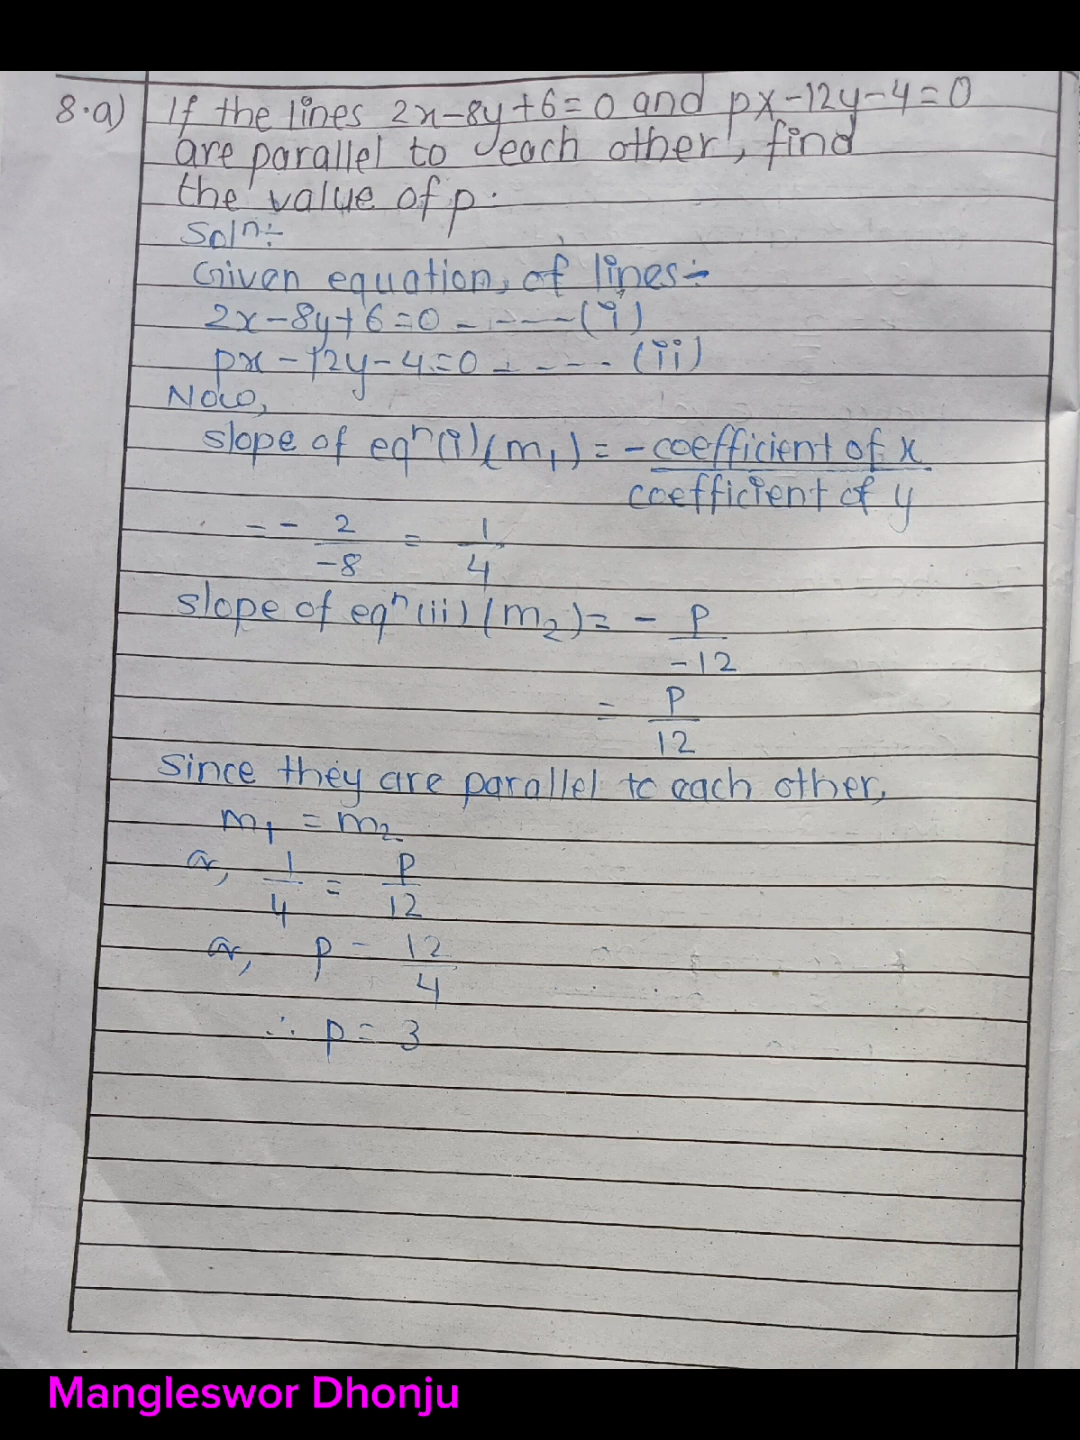 8.a) If the lines 2x-8y+6=0 and px-12y-4=0
are parallel to each other, find
the value of p.
Solⁿ:-
Given equation, of lines:-
2x-8y+6=0 - - - - - (i)
px-12y-4=0 - - - - - (ii)
Now,
slope of eqⁿ(i) (m₁) = - coefficient of x / coefficient of y
= - 2/-8 = 1/4
slope of eqⁿ(ii) (m₂) = - P/-12
= P/12
Since they are parallel to each other,
m₁ = m₂
or, 1/4 = P/12
or, p = 12/4
∴ p = 3
Mangleswor Dhonju